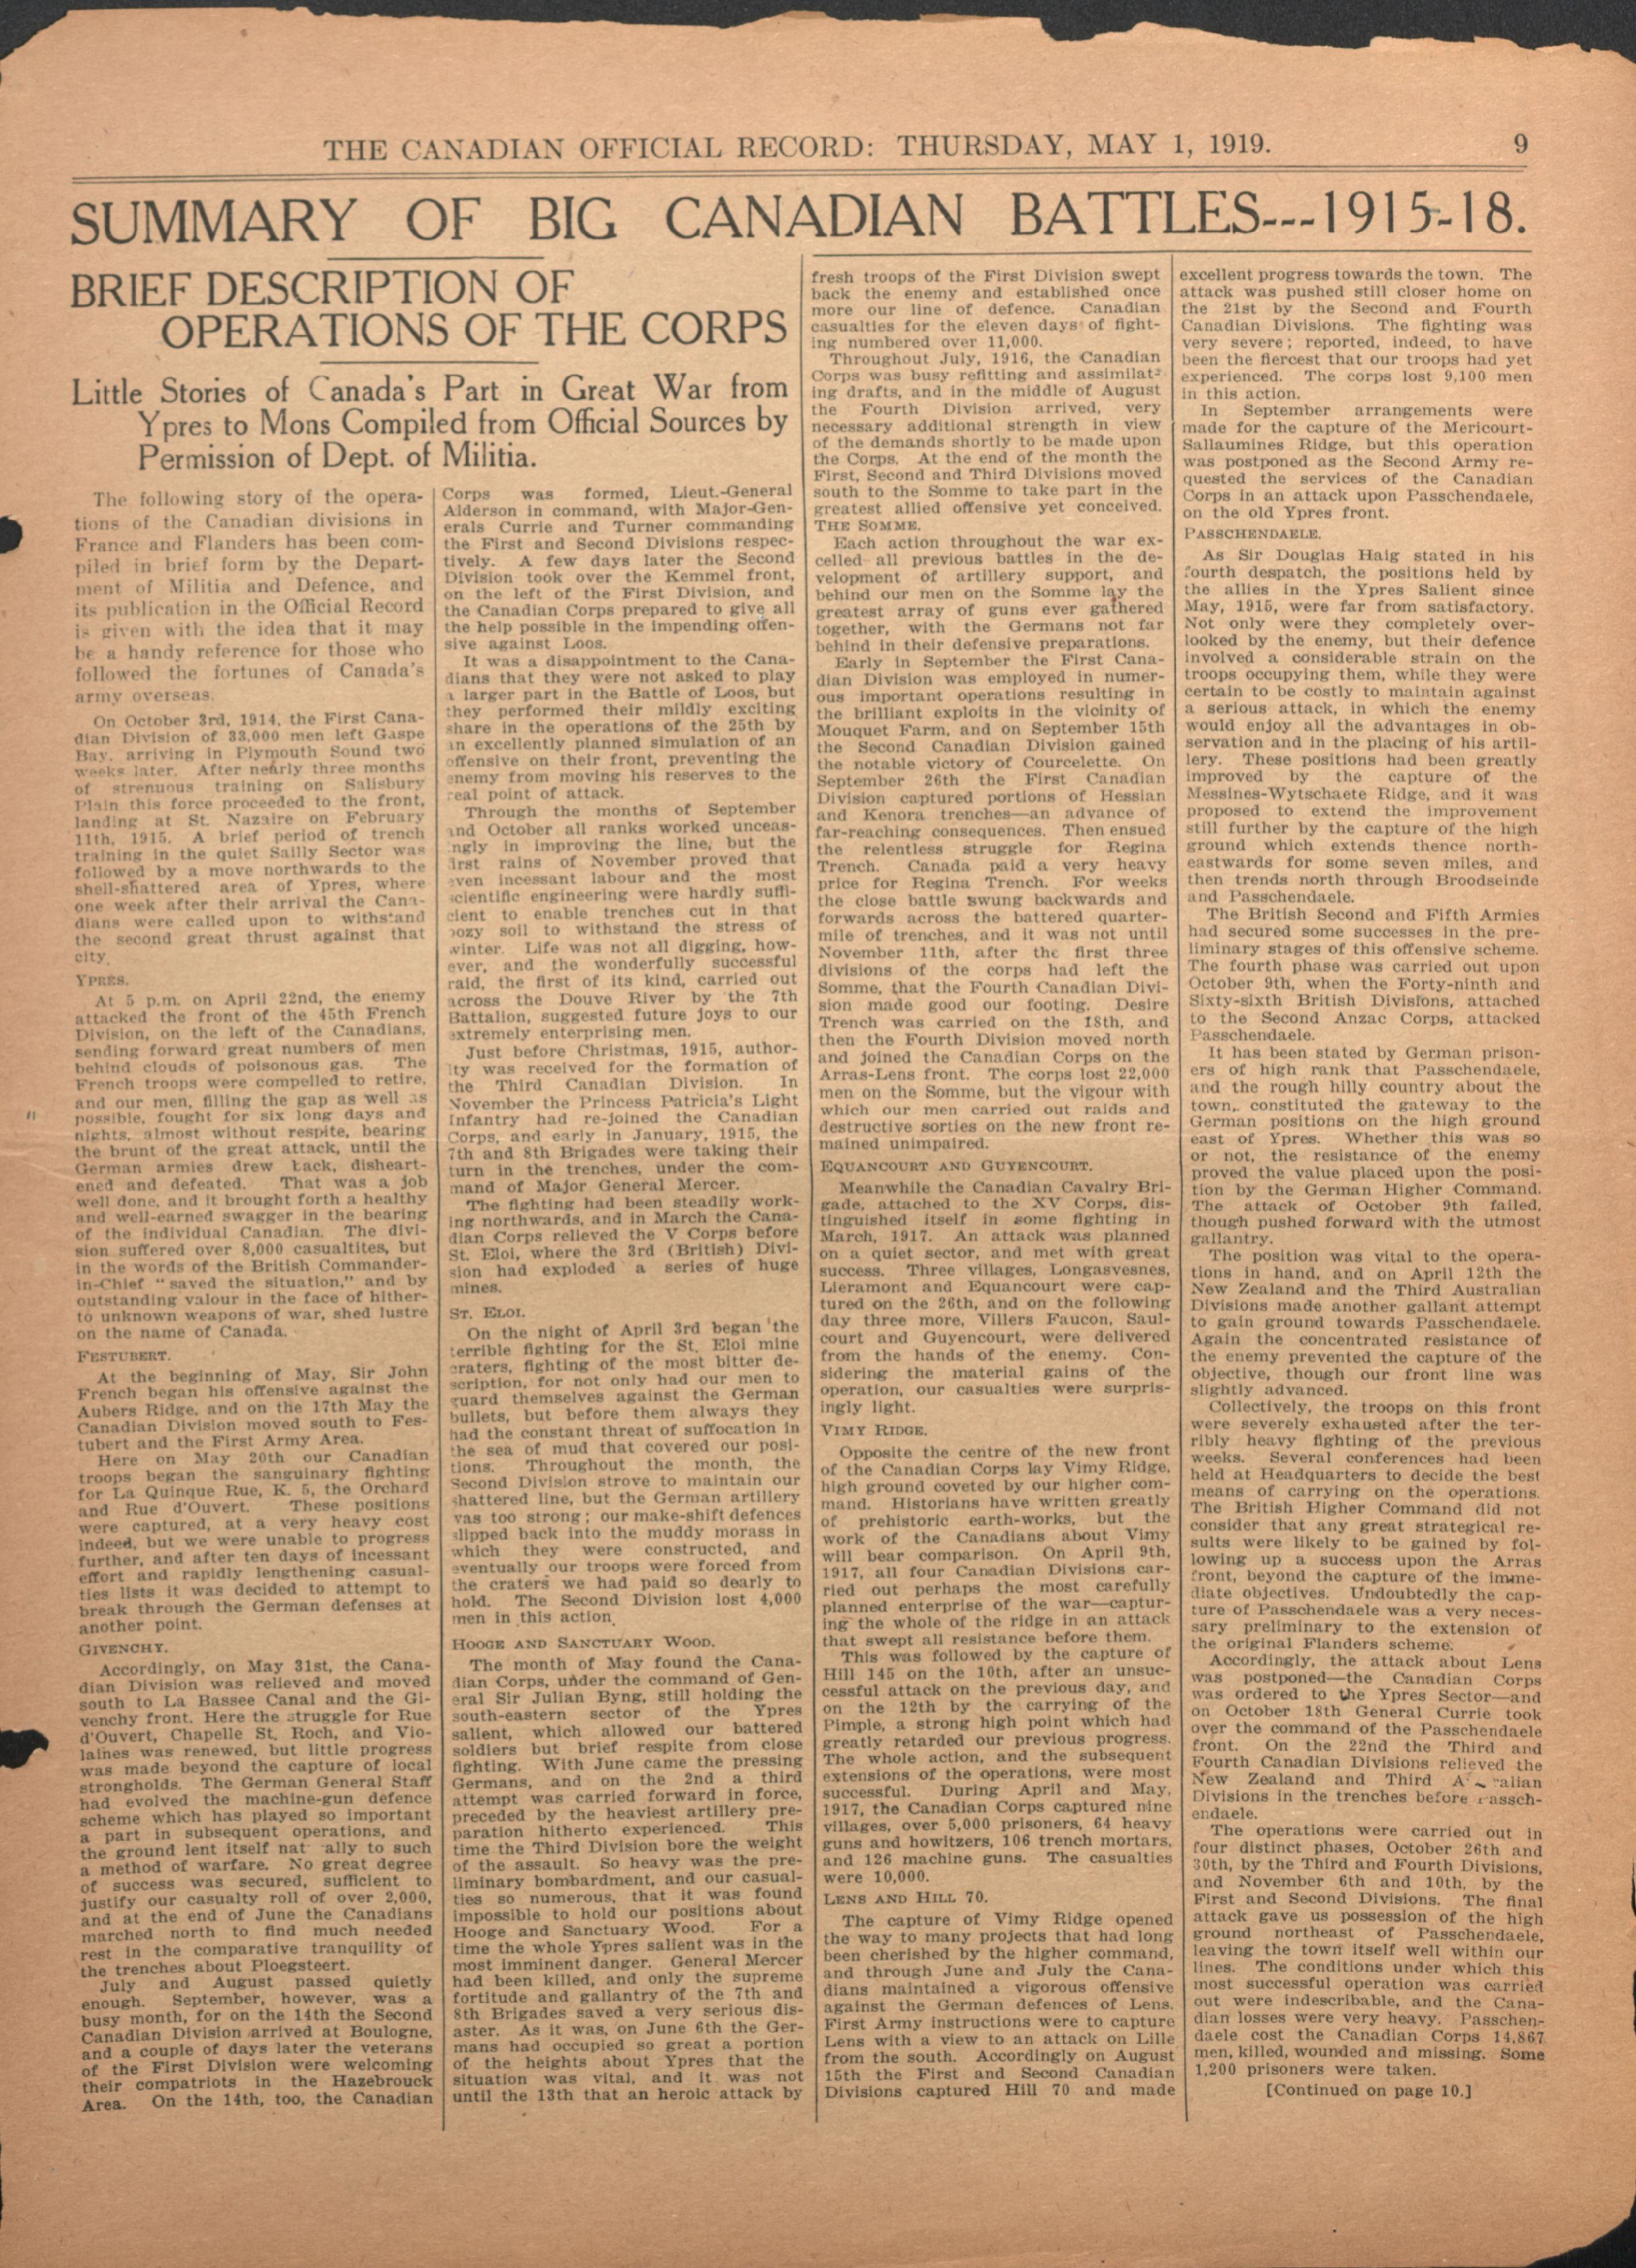 THE CANADIAN OFFICIAL RECORD: THURSDAY, MAY 1, 1919.
9
SUMMARY OF BIG CANADIAN BATTLES---1915-18.
BRIEF DESCRIPTION OF
OPERATIONS OF THE CORPS
Little Stories of Canada's Part in Great War from
Ypres to Mons Compiled from Official Sources by
Permission of Dept. of Militia.
The following story of the opera-
tions of the Canadian divisions in
France and Flanders has been com-
piled in brief form by the Depart-
ment of Militia and Defence, and
its publication in the Official Record
is given with the idea that it may
be a handy reference for those who
followed the fortunes of Canada's
army overseas.
On October 3rd, 1914, the First Cana-
dian Division of 33,000 men left Gaspe
Bay, arriving in Plymouth Sound two
weeks later. After nearly three months
of strenuous training on Salisbury
Plain this force proceeded to the front,
landing at St. Nazaire on February
11th, 1915. A brief period of trench
training in the quiet Sailly Sector was
followed by a move northwards to the
shell-shattered area of Ypres, where
one week after their arrival the Cana-
dians were called upon to withstand
the second great thrust against that
city.
YPRES.
At 5 p.m. on April 22nd, the enemy
attacked the front of the 45th French
Division, on the left of the Canadians,
sending forward great numbers of men
behind clouds of poisonous gas. The
French troops were compelled to retire,
and our men, filling the gap as well as
possible, fought for six long days and
nights, almost without respite, bearing
the brunt of the great attack, until the
German armies drew back, disheart-
ened and defeated. That was a job
well done, and it brought forth a healthy
and well-earned swagger in the bearing
of the individual Canadian. The divi-
sion suffered over 8,000 casualtites, but
in the words of the British Commander-
in-Chief "saved the situation," and by
outstanding valour in the face of hither-
to unknown weapons of war, shed lustre
on the name of Canada.
FESTUBERT.
At the beginning of May, Sir John
French began his offensive against the
Aubers Ridge, and on the 17th May the
Canadian Division moved south to Fes-
tubert and the First Army Area.
Here on May 20th our Canadian
troops began the sanguinary fighting
for La Quinque Rue, K. 5, the Orchard
and Rue d'Ouvert. These positions
were captured, at a very heavy cost
indeed, but we were unable to progress
further, and after ten days of incessant
effort and rapidly lengthening casual-
ties lists it was decided to attempt to
break through the German defenses at
another point.
GIVENCHY.
Accordingly, on May 31st, the Cana-
dian Division was relieved and moved
south to La Bassee Canal and the Gi-
venchy front. Here the struggle for Rue
d'Ouvert, Chapelle St. Roch, and Vio-
laines was renewed, but little progress
was made beyond the capture of local
strongholds. The German General Staff
had evolved the machine-gun defence
scheme which has played so important
a part in subsequent operations, and
the ground lent itself nat ally to such
a method of warfare. No great degree
of success was secured, sufficient to
justify our casualty roll of over 2,000,
and at the end of June the Canadians
marched north to find much needed
rest in the comparative tranquility of
the trenches about Ploegsteert.
July and August passed quietly
enough. September, however, was a
busy month, for on the 14th the Second
Canadian Division arrived at Boulogne,
and a couple of days later the veterans
of the First Division were welcoming
their compatriots in the Hazebrouck
Area. On the 14th, too, the Canadian
Corps was formed, Lieut.-General
Alderson in command, with Major-Gen-
erals Currie and Turner commanding
the First and Second Divisions respec-
tively. A few days later the Second
Division took over the Kemmel front,
on the left of the First Division, and
the Canadian Corps prepared to give all
the help possible in the impending offen-
sive against Loos.
It was a disappointment to the Cana-
dians that they were not asked to play
a larger part in the Battle of Loos, but
they performed their mildly exciting
share in the operations of the 25th by
an excellently planned simulation of an
offensive on their front, preventing the
enemy from moving his reserves to the
real point of attack.
Through the months of September
and October all ranks worked unceas-
ingly in improving the line, but the
first rains of November proved that
even incessant labour and the most
scientific engineering were hardly suffi-
cient to enable trenches cut in that
oozy soil to withstand the stress of
winter. Life was not all digging, how-
ever, and the wonderfully successful
raid, the first of its kind, carried out
across the Douve River by the 7th
Battalion, suggested future joys to our
extremely enterprising men.
Just before Christmas, 1915, author-
ity was received for the formation of
the Third Canadian Division. In
November the Princess Patricia's Light
Infantry had re-joined the Canadian
Corps, and early in January, 1915, the
7th and 8th Brigades were taking their
turn in the trenches, under the com-
mand of Major General Mercer.
The fighting had been steadily work-
ing northwards, and in March the Cana-
dian Corps relieved the V Corps before
St. Eloi, where the 3rd (British) Divi-
sion had exploded a series of huge
mines.
ST. ELOI.
On the night of April 3rd began the
terrible fighting for the St. Eloi mine
craters, fighting of the most bitter de-
scription, for not only had our men to
guard themselves against the German
bullets, but before them always they
had the constant threat of suffocation in
the sea of mud that covered our posi-
tions. Throughout the month, the
Second Division strove to maintain our
shattered line, but the German artillery
was too strong; our make-shift defences
slipped back into the muddy morass in
which they were constructed, and
eventually our troops were forced from
the craters we had paid so dearly to
hold. The Second Division lost 4,000
men in this action.
HOOGE AND SANCTUARY WOOD.
The month of May found the Cana-
dian Corps, under the command of Gen-
eral Sir Julian Byng, still holding the
south-eastern sector of the Ypres
salient, which allowed our battered
soldiers but brief respite from close
fighting. With June came the pressing
Germans, and on the 2nd a third
attempt was carried forward in force,
preceded by the heaviest artillery pre-
paration hitherto experienced. This
time the Third Division bore the weight
of the assault. So heavy was the pre-
liminary bombardment, and our casual-
ties so numerous, that it was found
impossible to hold our positions about
Hooge and Sanctuary Wood. For a
time the whole Ypres salient was in the
most imminent danger. General Mercer
had been killed, and only the supreme
fortitude and gallantry of the 7th and
8th Brigades saved a very serious dis-
aster. As it was, on June 6th the Ger-
mans had occupied so great a portion
of the heights about Ypres that the
situation was vital, and it was not
until the 13th that an heroic attack by
fresh troops of the First Division swept
back the enemy and established once
more our line of defence. Canadian
casualties for the eleven days of fight-
ing numbered over 11,000.
Throughout July, 1916, the Canadian
Corps was busy refitting and assimilat-
ing drafts, and in the middle of August
the Fourth Division arrived, very
necessary additional strength in view
of the demands shortly to be made upon
the Corps. At the end of the month the
First, Second and Third Divisions moved
south to the Somme to take part in the
greatest allied offensive yet conceived.
THE SOMME.
Each action throughout the war ex-
celled all previous battles in the de-
velopment of artillery support, and
behind our men on the Somme lay the
greatest array of guns ever gathered
together, with the Germans not far
behind in their defensive preparations.
Early in September the First Cana-
dian Division was employed in numer-
ous important operations resulting in
the brilliant exploits in the vicinity of
Mouquet Farm, and on September 15th
the Second Canadian Division gained
the notable victory of Courcelette. On
September 26th the First Canadian
Division captured portions of Hessian
and Kenora trenches—an advance of
far-reaching consequences. Then ensued
the relentless struggle for Regina
Trench. Canada paid a very heavy
price for Regina Trench. For weeks
the close battle swung backwards and
forwards across the battered quarter-
mile of trenches, and it was not until
November 11th, after the first three
divisions of the corps had left the
Somme, that the Fourth Canadian Divi-
sion made good our footing. Desire
Trench was carried on the 18th, and
then the Fourth Division moved north
and joined the Canadian Corps on the
Arras-Lens front. The corps lost 22,000
men on the Somme, but the vigour with
which our men carried out raids and
destructive sorties on the new front re-
mained unimpaired.
EQUANCOURT AND GUYENCOURT.
Meanwhile the Canadian Cavalry Bri-
gade, attached to the XV Corps, dis-
tinguished itself in some fighting in
March, 1917. An attack was planned
on a quiet sector, and met with great
success. Three villages, Longasvesnes,
Lieramont and Equancourt were cap-
tured on the 26th, and on the following
day three more, Villers Faucon, Saul-
court and Guyencourt, were delivered
from the hands of the enemy. Con-
sidering the material gains of the
operation, our casualties were surpris-
ingly light.
VIMY RIDGE.
Opposite the centre of the new front
of the Canadian Corps lay Vimy Ridge,
high ground coveted by our higher com-
mand. Historians have written greatly
of prehistoric earth-works, but the
work of the Canadians about Vimy
will bear comparison. On April 9th,
1917, all four Canadian Divisions car-
ried out perhaps the most carefully
planned enterprise of the war—captur-
ing the whole of the ridge in an attack
that swept all resistance before them.
This was followed by the capture of
Hill 145 on the 10th, after an unsuc-
cessful attack on the previous day, and
on the 12th by the carrying of the
Pimple, a strong high point which had
greatly retarded our previous progress.
The whole action, and the subsequent
extensions of the operations, were most
successful. During April and May,
1917, the Canadian Corps captured nine
villages, over 5,000 prisoners, 64 heavy
guns and howitzers, 106 trench mortars,
and 126 machine guns. The casualties
were 10,000.
LENS AND HILL 70.
The capture of Vimy Ridge opened
the way to many projects that had long
been cherished by the higher command,
and through June and July the Cana-
dians maintained a vigorous offensive
against the German defences of Lens.
First Army instructions were to capture
Lens with a view to an attack on Lille
from the south. Accordingly on August
15th the First and Second Canadian
Divisions captured Hill 70 and made
excellent progress towards the town. The
attack was pushed still closer home on
the 21st by the Second and Fourth
Canadian Divisions. The fighting was
very severe; reported, indeed, to have
been the fiercest that our troops had yet
experienced. The corps lost 9,100 men
in this action.
In September arrangements were
made for the capture of the Mericourt-
Sallaumines Ridge, but this operation
was postponed as the Second Army re-
quested the services of the Canadian
Corps in an attack upon Passchendaele,
on the old Ypres front.
PASSCHENDAELE.
As Sir Douglas Haig stated in his
fourth despatch, the positions held by
the allies in the Ypres Salient since
May, 1915, were far from satisfactory.
Not only were they completely over-
looked by the enemy, but their defence
involved a considerable strain on the
troops occupying them, while they were
certain to be costly to maintain against
a serious attack, in which the enemy
would enjoy all the advantages in ob-
servation and in the placing of his artil-
lery. These positions had been greatly
improved by the capture of the
Messines-Wytschaete Ridge, and it was
proposed to extend the improvement
still further by the capture of the high
ground which extends thence north-
eastwards for some seven miles, and
then trends north through Broodseinde
and Passchendaele.
The British Second and Fifth Armies
had secured some successes in the pre-
liminary stages of this offensive scheme.
The fourth phase was carried out upon
October 9th, when the Forty-ninth and
Sixty-sixth British Divisions, attached
to the Second Anzac Corps, attacked
Passchendaele.
It has been stated by German prison-
ers of high rank that Passchendaele,
and the rough hilly country about the
town, constituted the gateway to the
German positions on the high ground
east of Ypres. Whether this was so
or not, the resistance of the enemy
proved the value placed upon the posi-
tion by the German Higher Command.
The attack of October 9th failed,
though pushed forward with the utmost
gallantry.
The position was vital to the opera-
tions in hand, and on April 12th the
New Zealand and the Third Australian
Divisions made another gallant attempt
to gain ground towards Passchendaele.
Again the concentrated resistance of
the enemy prevented the capture of the
objective, though our front line was
slightly advanced.
Collectively, the troops on this front
were severely exhausted after the ter-
ribly heavy fighting of the previous
weeks. Several conferences had been
held at Headquarters to decide the best
means of carrying on the operations.
The British Higher Command did not
consider that any great strategical re-
sults were likely to be gained by fol-
lowing up a success upon the Arras
front, beyond the capture of the imme-
diate objectives. Undoubtedly the cap-
ture of Passchendaele was a very neces-
sary preliminary to the extension of
the original Flanders scheme.
Accordingly, the attack about Lens
was postponed—the Canadian Corps
was ordered to the Ypres Sector—and
on October 18th General Currie took
over the command of the Passchendaele
front. On the 22nd the Third and
Fourth Canadian Divisions relieved the
New Zealand and Third A alian
Divisions in the trenches before Passch-
endaele.
The operations were carried out in
four distinct phases, October 26th and
30th, by the Third and Fourth Divisions,
and November 6th and 10th, by the
First and Second Divisions. The final
attack gave us possession of the high
ground northeast of Passchendaele,
leaving the town itself well within our
lines. The conditions under which this
most successful operation was carried
out were indescribable, and the Cana-
dian losses were very heavy. Passchen-
daele cost the Canadian Corps 14,867
men, killed, wounded and missing. Some
1,200 prisoners were taken.
[Continued on page 10.]